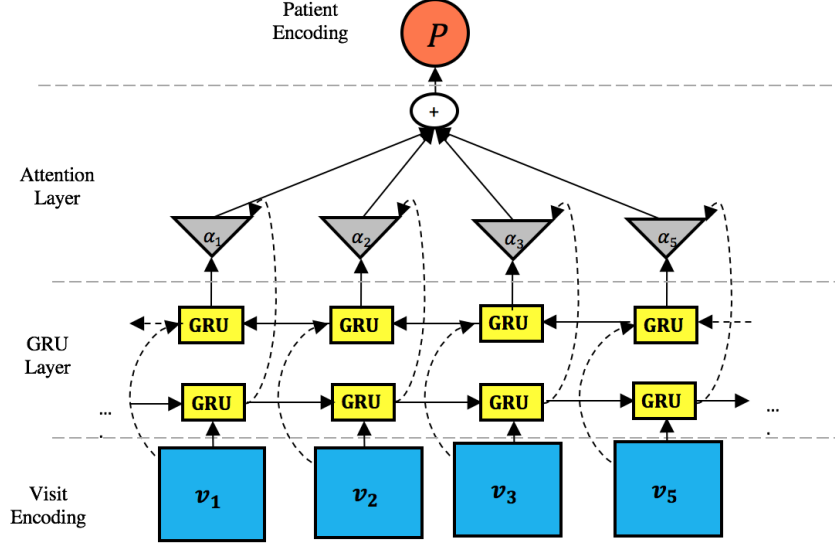 Patient
Encoding
P
+
Attention
Layer
α1 α2 α3 α5
GRU GRU GRU GRU
GRU
Layer
GRU GRU GRU GRU
... ...
. .
Visit
Encoding
v1 v2 v3 v5